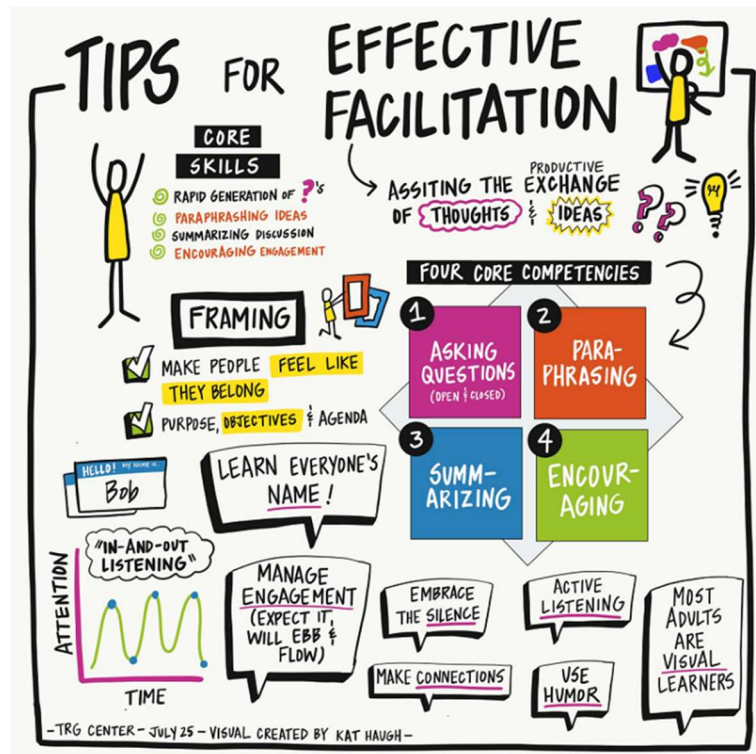 TIPS FOR EFFECTIVE
FACILITATION
CORE
SKILLS
RAPID GENERATION OF ?'s
PARAPHRASHING IDEAS
SUMMARIZING DISCUSSION
ENCOURAGING ENGAGEMENT
ASSITING THE PRODUCTIVE EXCHANGE
OF THOUGHTS & IDEAS
? ?
FRAMING
MAKE PEOPLE FEEL LIKE
THEY BELONG
PURPOSE, OBJECTIVES & AGENDA
FOUR CORE COMPETENCIES
1
ASKING
QUESTIONS
(OPEN & CLOSED)
2
PARA-
PHRASING
3
SUMM-
ARIZING
4
ENCOUR-
AGING
HELLO! MY NAME IS..
Bob
LEARN EVERYONE'S
NAME!
"IN-AND-OUT
LISTENING"
ATTENTION
TIME
MANAGE
ENGAGEMENT
(EXPECT IT,
WILL EBB &
FLOW)
EMBRACE
THE SILENCE
MAKE CONNECTIONS
ACTIVE
LISTENING
USE
HUMOR
MOST
ADULTS
ARE
VISUAL
LEARNERS
-TRG CENTER - JULY 25 - VISUAL CREATED BY KAT HAUGH-